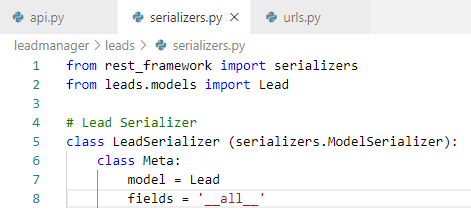 api.py serializers.py × urls.py
leadmanager > leads > serializers.py
1 from rest_framework import serializers
2 from leads.models import Lead
3
4 # Lead Serializer
5 class LeadSerializer (serializers.ModelSerializer):
6 class Meta:
7 model = Lead
8 fields = '__all__'